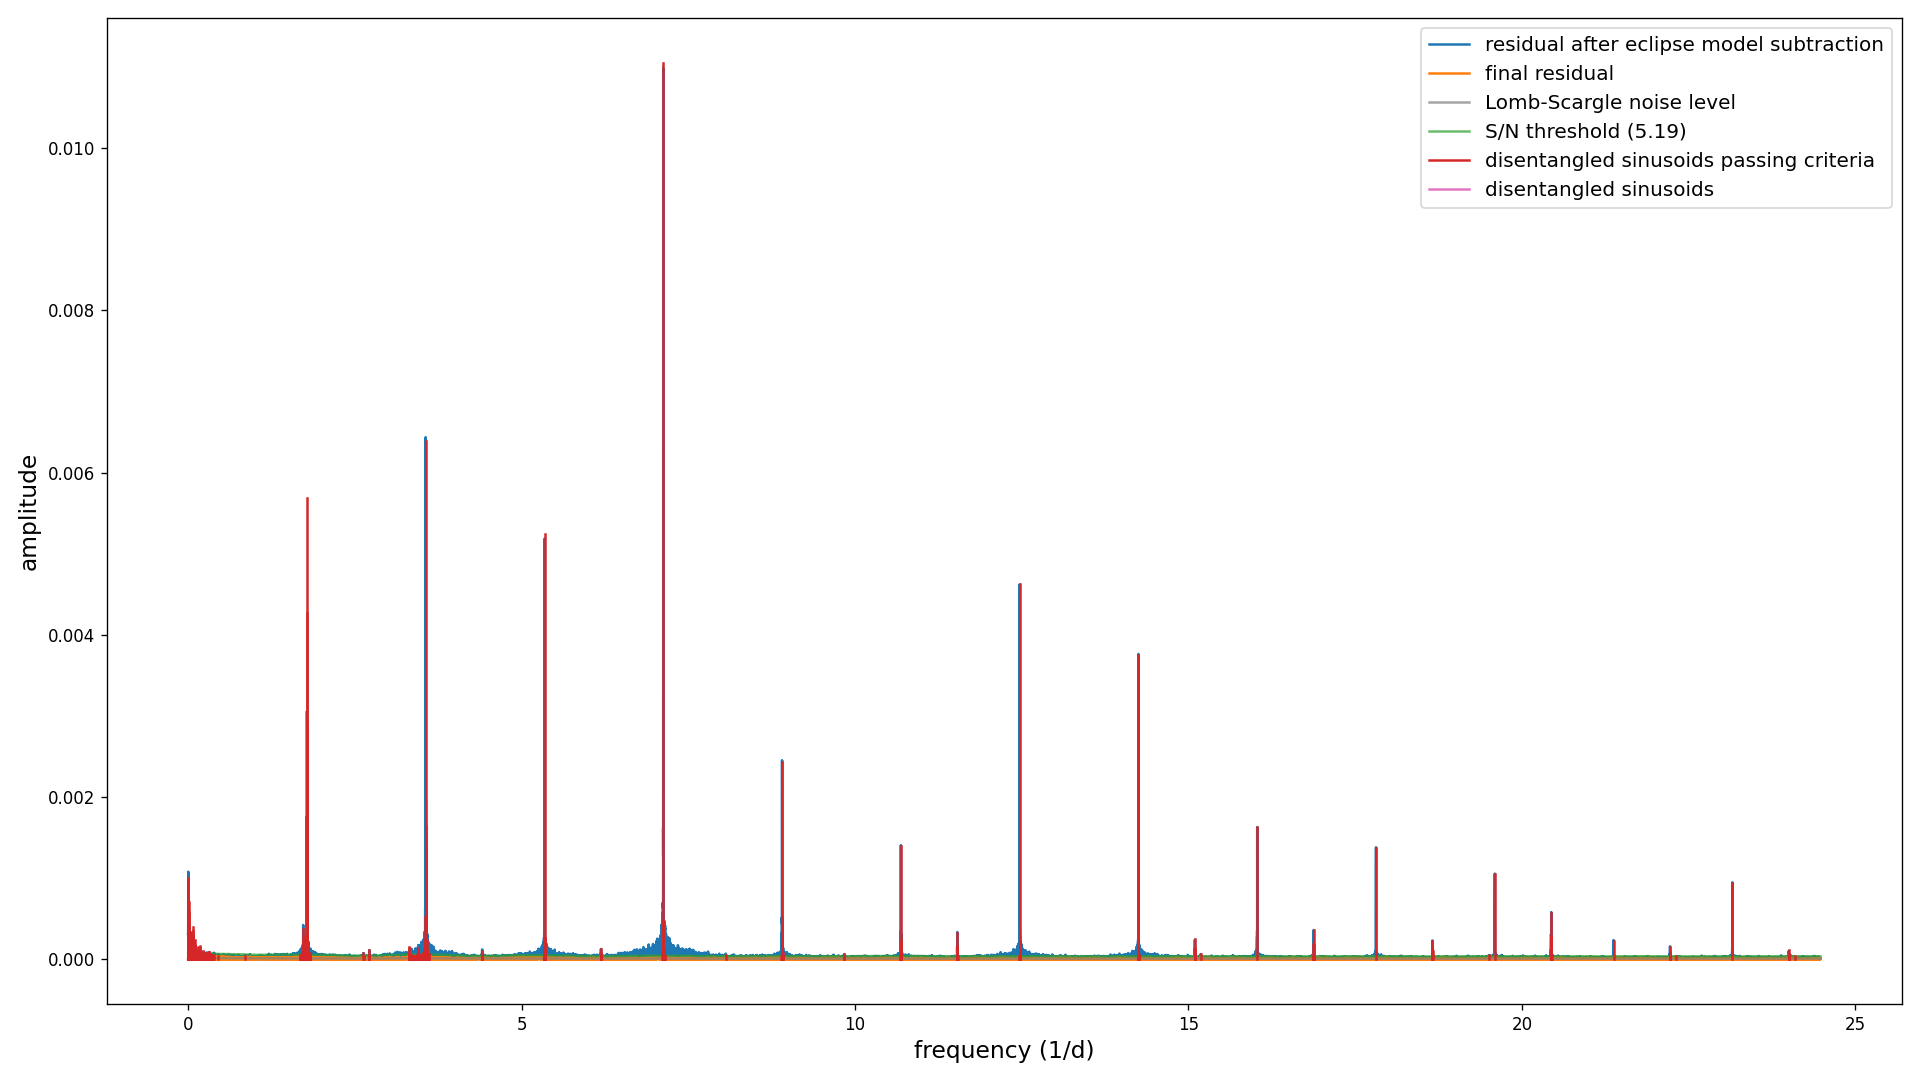 residual after eclipse model subtraction
final residual
Lomb-Scargle noise level
S/N threshold (5.19)
disentangled sinusoids passing criteria
disentangled sinusoids
0.010
0.008
0.006
0.004
0.002
0.000
amplitude
0 5 10 15 20 25
frequency (1/d)